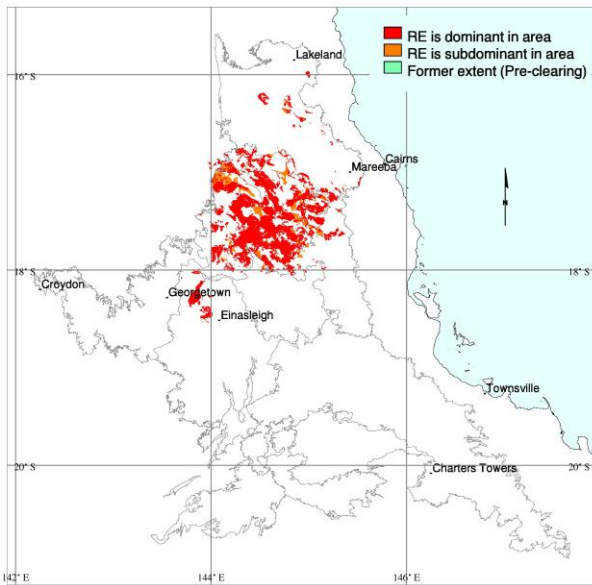 RE is dominant in area
RE is subdominant in area
Former extent (Pre-clearing)
Lakeland
16° S
Cairns
Mareeba
N
18° S
Croydon
Georgetown
Einasleigh
Townsville
20° S
Charters Towers
20° S
142° E
144° E
146° E
18° S